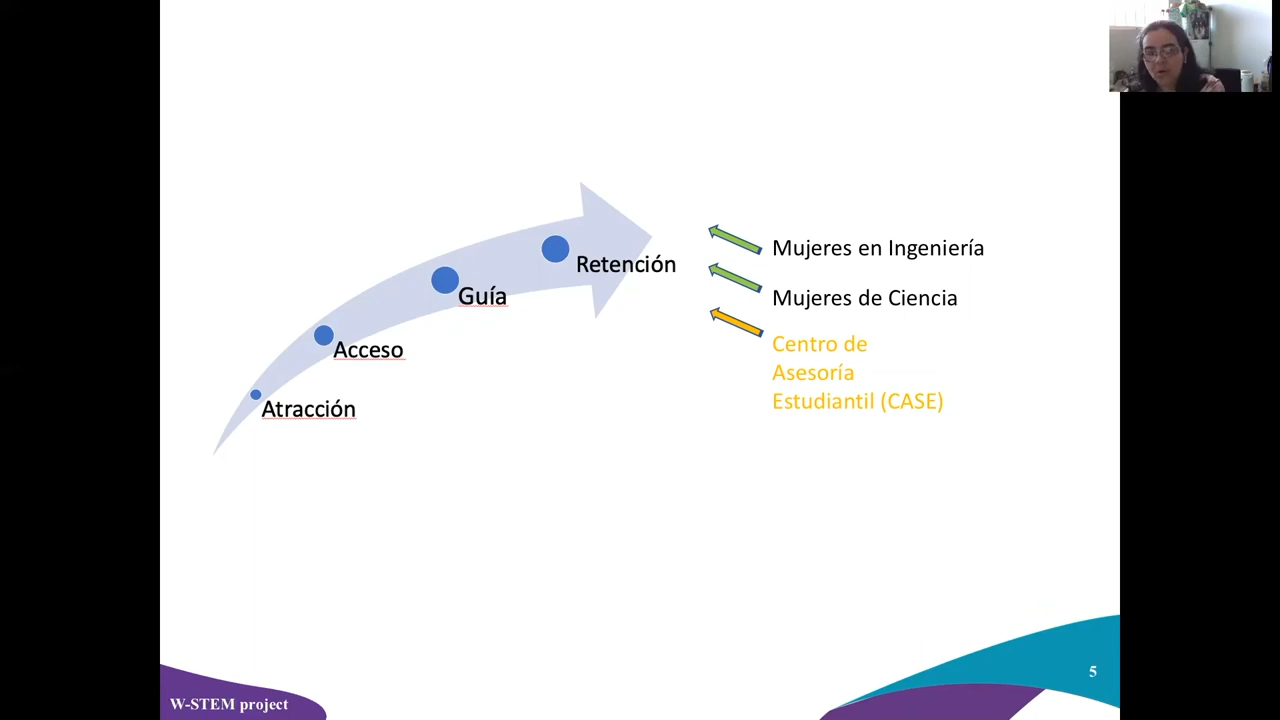 Mujeres en Ingeniería
Retención
Guía
Mujeres de Ciencia
Acceso
Centro de
Asesoría
Estudiantil (CASE)
Atracción
5
W-STEM project